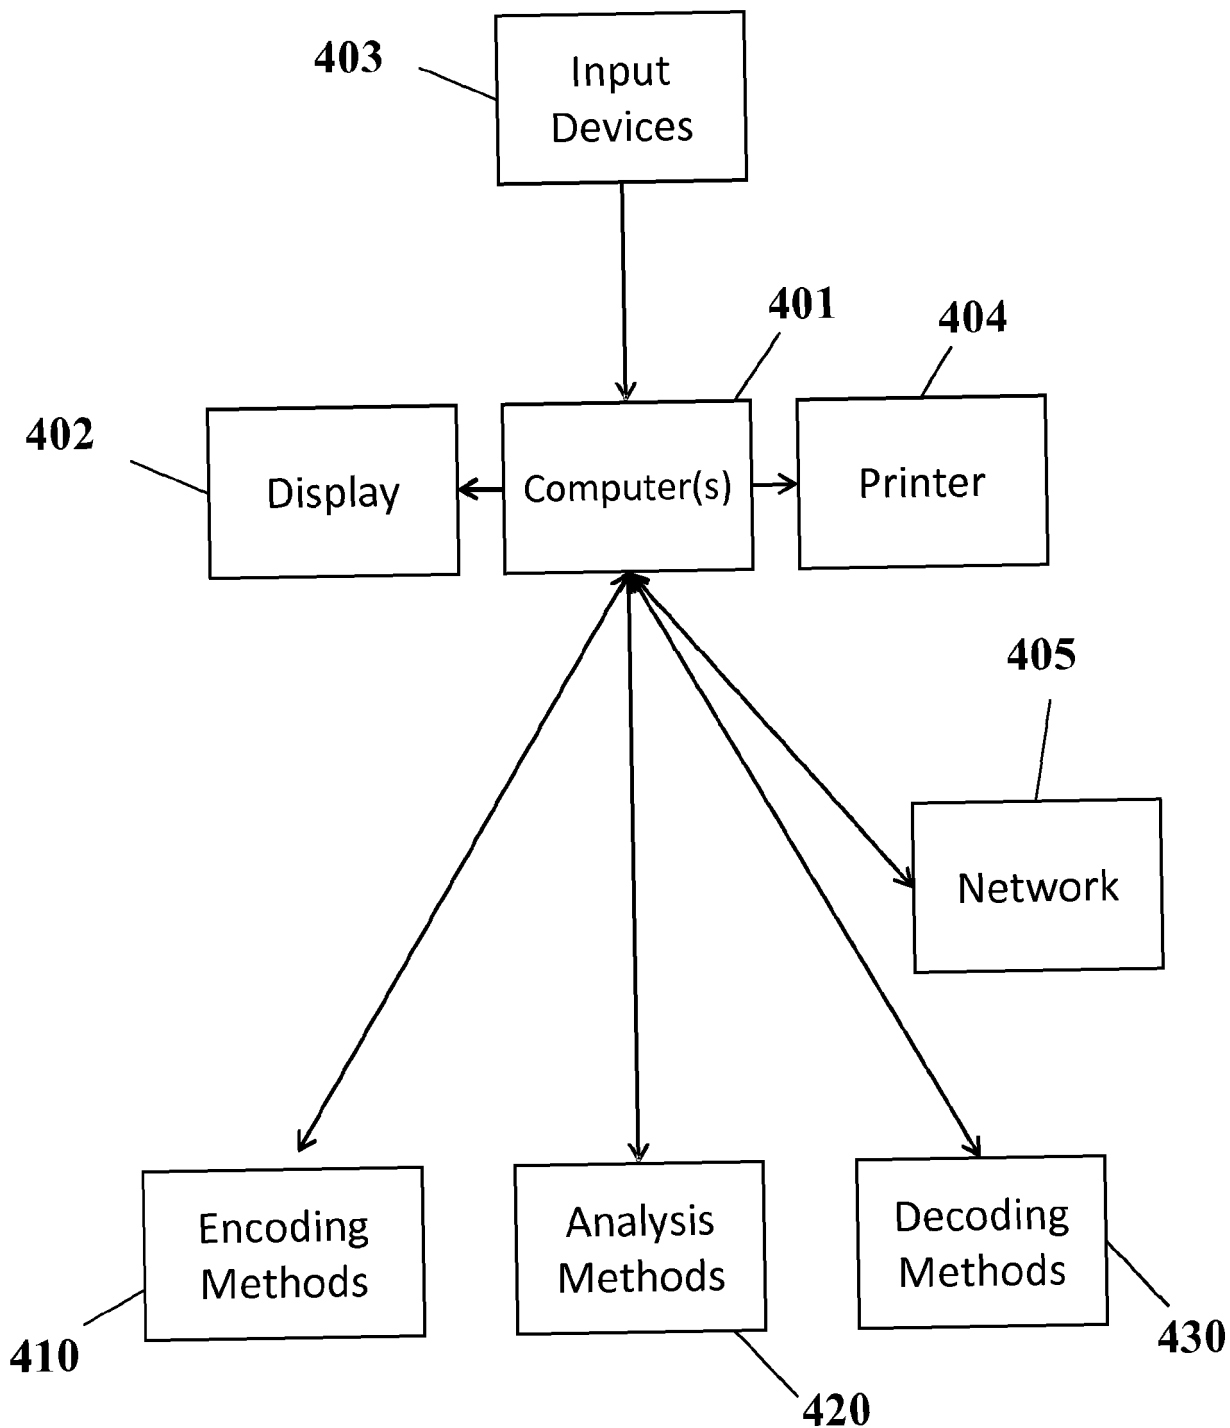 403
Input
Devices
401
404
402
Display
Computer(s)
Printer
405
Network
Encoding
Methods
Analysis
Methods
Decoding
Methods
410
420
430